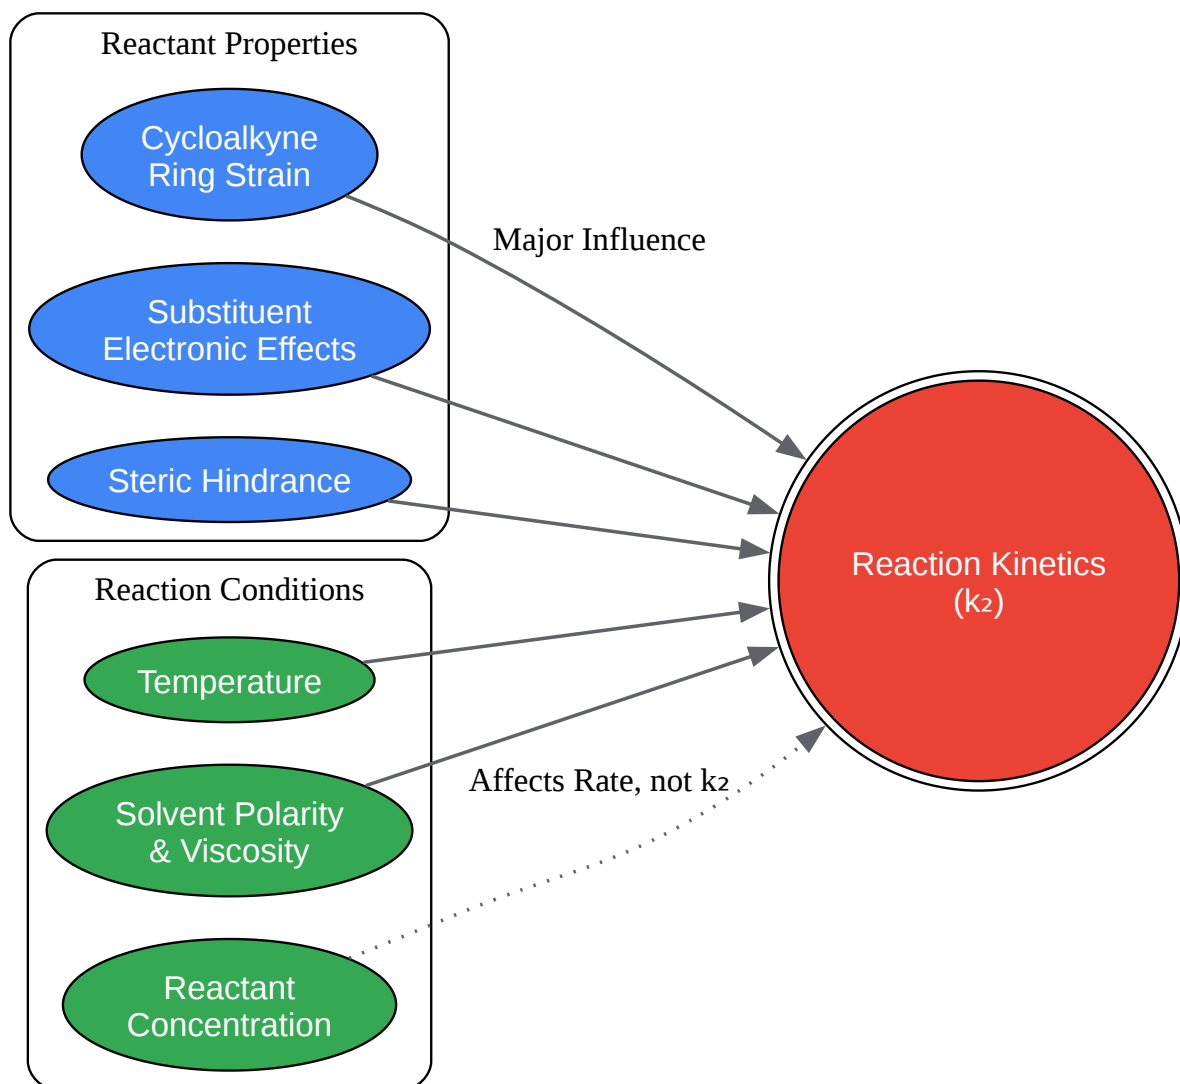 Reactant Properties
Cycloalkyne
Ring Strain
Major Influence
Substituent
Electronic Effects
Steric Hindrance
Reaction Kinetics
(k₂)
Reaction Conditions
Temperature
Affects Rate, not k₂
Solvent Polarity
& Viscosity
Reactant
Concentration